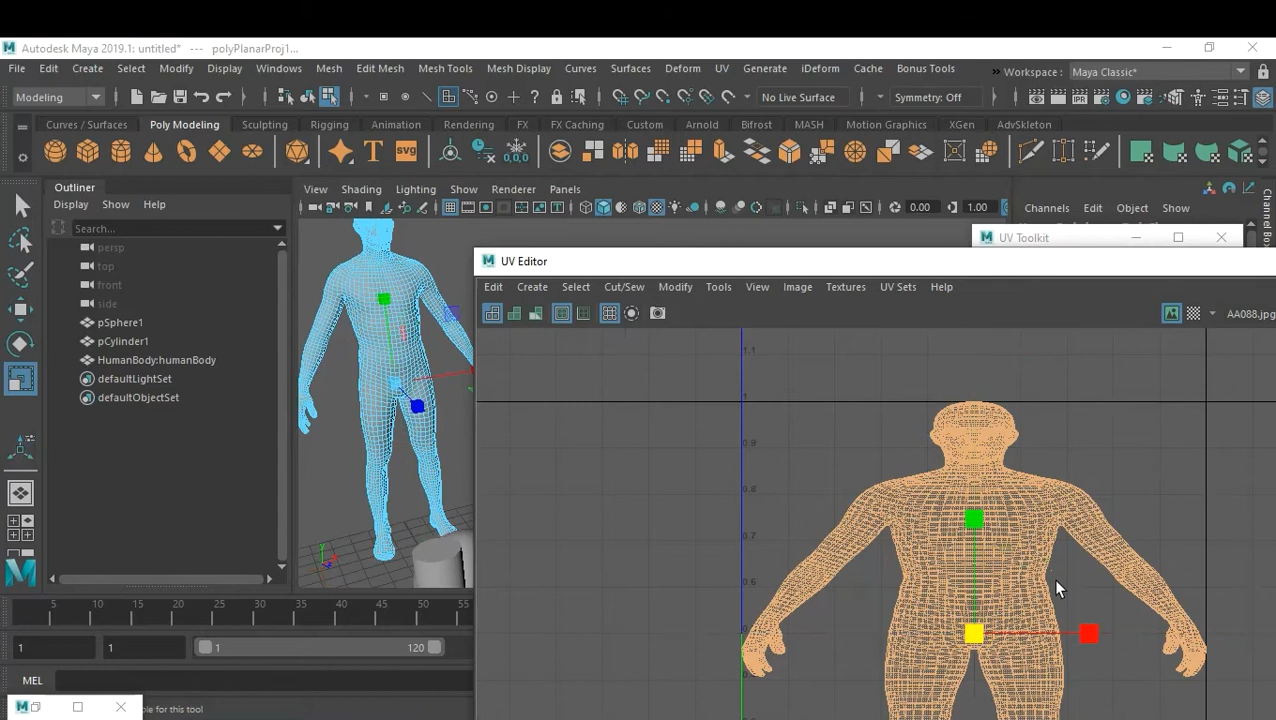 Autodesk Maya 2019.1: untitled* --- polyPlanarProj1...
File Edit Create Select Modify Display Windows Mesh Edit Mesh Mesh Tools Mesh Display Curves Surfaces Deform UV Generate iDeform Cache Bonus Tools » Workspace: Maya Classic*
Modeling No Live Surface Symmetry: Off
Curves / Surfaces Poly Modeling Sculpting Rigging Animation Rendering FX FX Caching Custom Arnold Bifrost MASH Motion Graphics XGen AdvSkelton
T svg 0,0,0
Outliner
Display Show Help
Search...
persp
top
front
side
pSphere1
pCylinder1
HumanBody:humanBody
defaultLightSet
defaultObjectSet
View Shading Lighting Show Renderer Panels
0.00 1.00
Channels Edit Object Show
UV Toolkit
UV Editor
Edit Create Select Cut/Sew Modify Tools View Image Textures UV Sets Help
AA088.jpg
1.1
1
0.9
0.8
0.7
0.6
5 10 15 20 25 30 35 40 45 50 55
1 1 1 120
MEL
ble for this tool